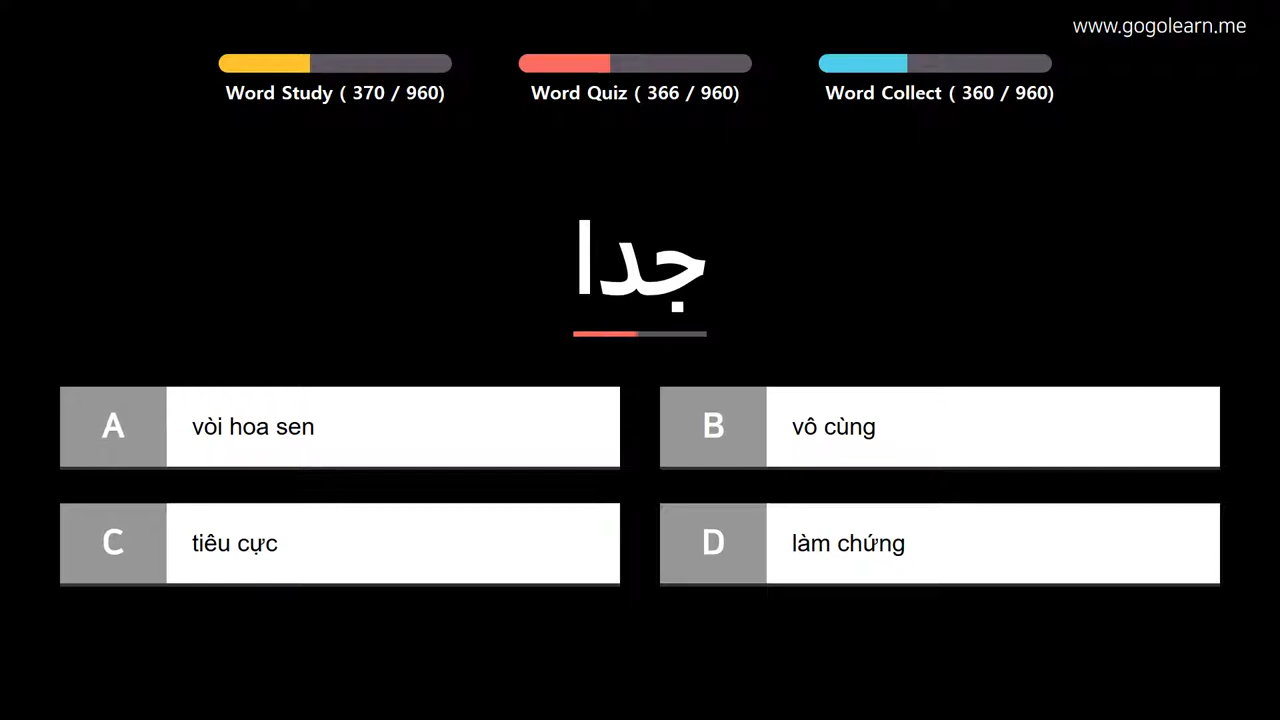 www.gogolearn.me
Word Study ( 370 / 960)
Word Quiz ( 366 / 960)
Word Collect ( 360 / 960)
جدا
A vòi hoa sen
B vô cùng
C tiêu cực
D làm chứng